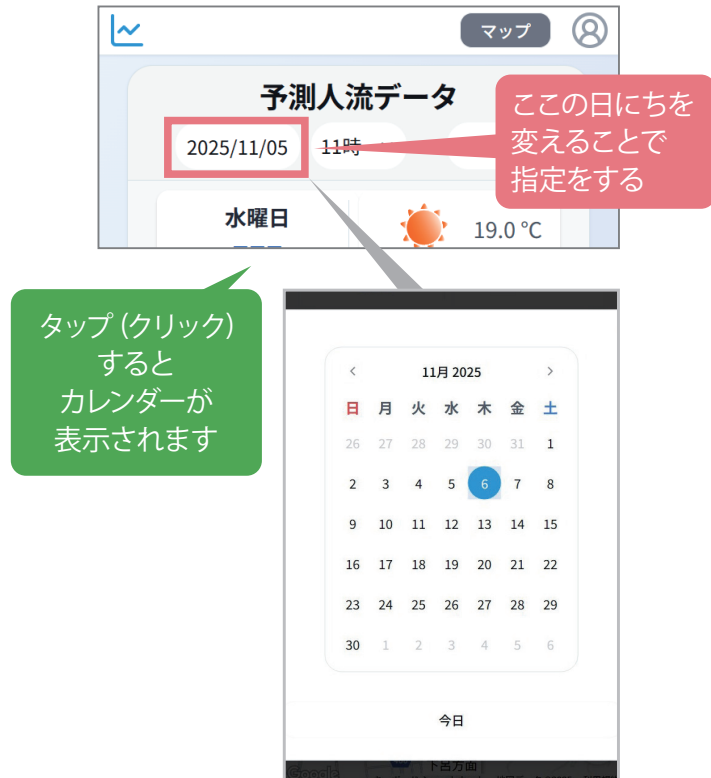 マップ
予測人流データ
2025/11/05 11時
ここの日にちを
変えることで
指定をする
水曜日
19.0 °C
タップ(クリック)
すると
カレンダーが
表示されます
< 11月 2025 >
日 月 火 水 木 金 土
26 27 28 29 30 31 1
2 3 4 5 6 7 8
9 10 11 12 13 14 15
16 17 18 19 20 21 22
23 24 25 26 27 28 29
30 1 2 3 4 5 6
今日
Google
下呂方面